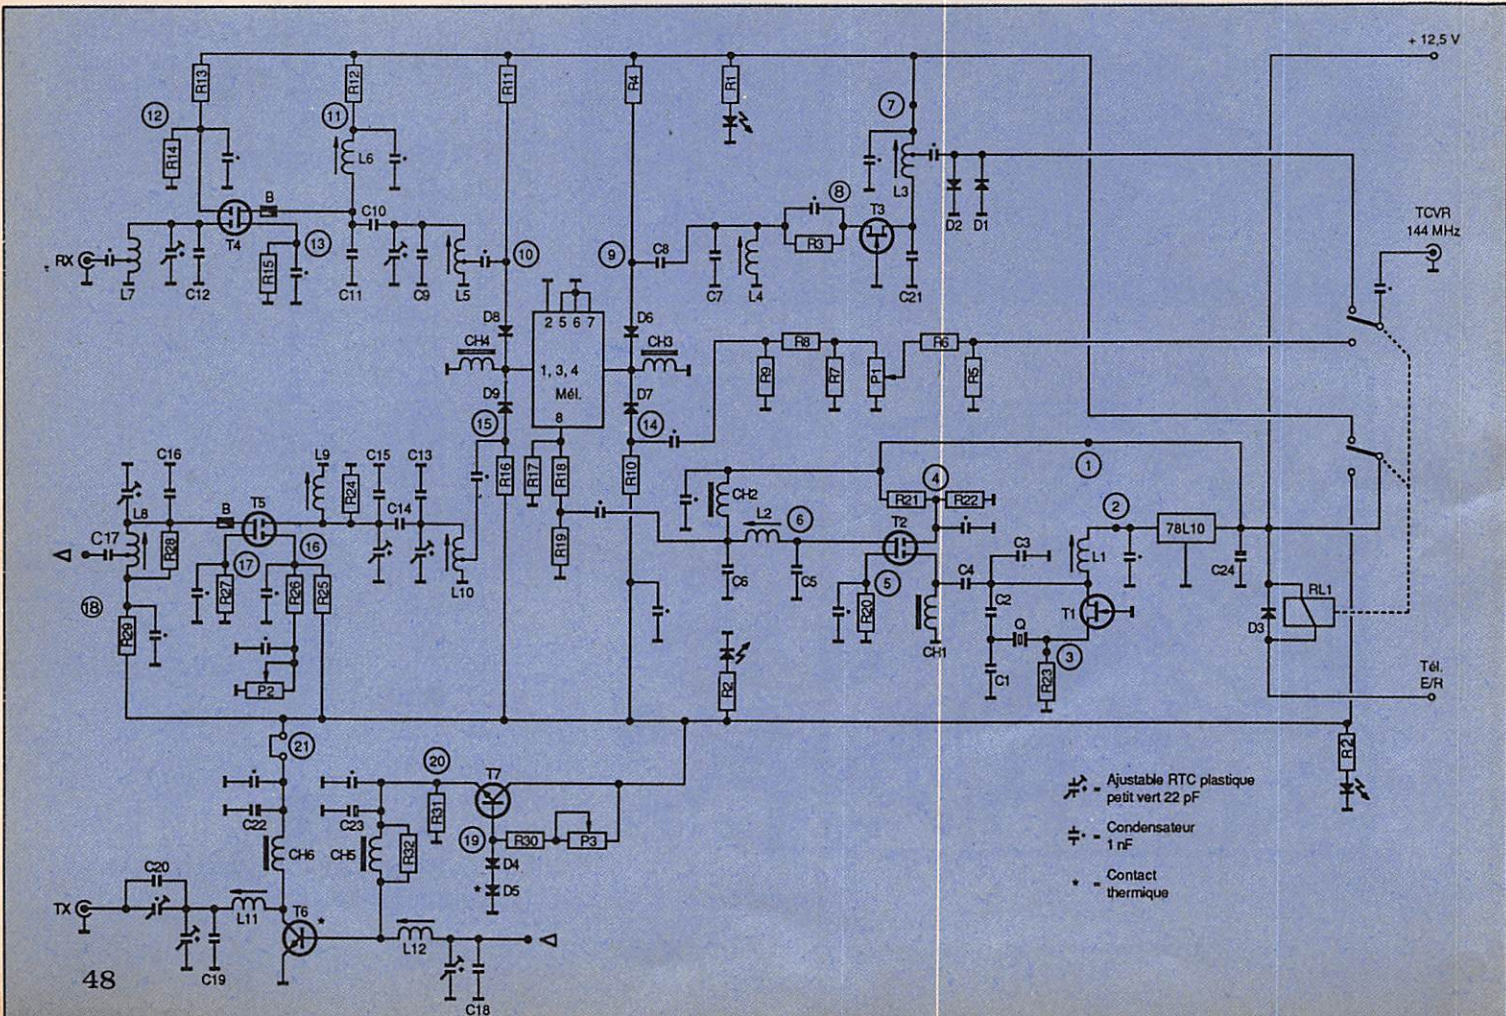 + 12,5 V
R13
R12
R11
R4
R1
12
11
7
R14
L6
L3
8
B
C10
T4
13
R15
RX
L7
C12
C11
C9
L5
10
9
C8
C7
L4
R3
T3
C21
D2
D1
TCVR
144 MHz
D8
D6
2
5
6
7
CH4
CH3
1, 3, 4
Mél.
8
D9
D7
15
14
R9
R8
R7
P1
R6
R5
C16
L9
C15
C13
R24
C14
R16
R17
R18
R10
R19
L8
C17
R28
B
T5
16
17
R27
R26
R25
18
R29
P2
L10
CH2
L2
6
C6
C5
R21
4
R22
1
2
T2
5
R20
C4
C3
C2
L1
78L10
C24
T1
Q
3
C1
R23
CH1
RL1
D3
Tél.
E/R
R2
R2
21
C22
CH6
C23
CH5
R32
20
R31
T7
19
R30
P3
D4
* D5
C20
TX
L11
T6
*
C19
L12
C18
Ajustable RTC plastique
petit vert 22 pF
Condensateur
1 nF
* = Contact
thermique
48